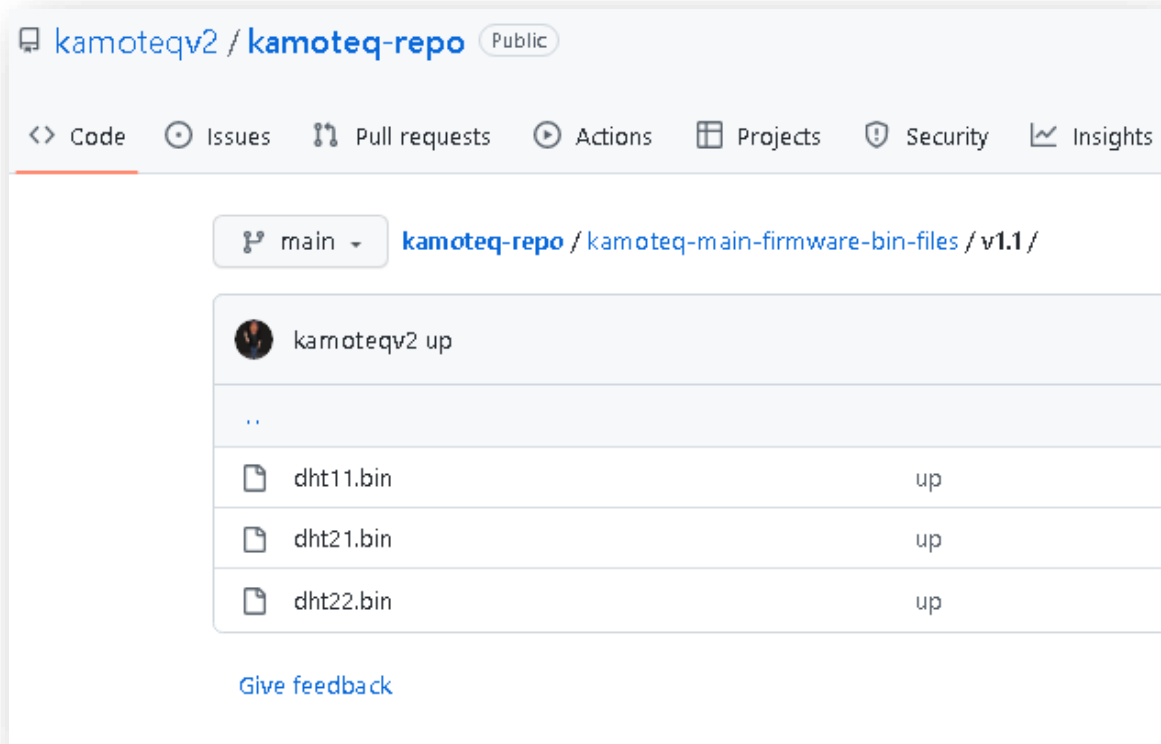 kamoteqv2 / kamoteq-repo Public
Code Issues Pull requests Actions Projects Security Insights
main kamoteq-repo / kamoteq-main-firmware-bin-files / v1.1 /
kamoteqv2 up
..
dht11.bin up
dht21.bin up
dht22.bin up
Give feedback